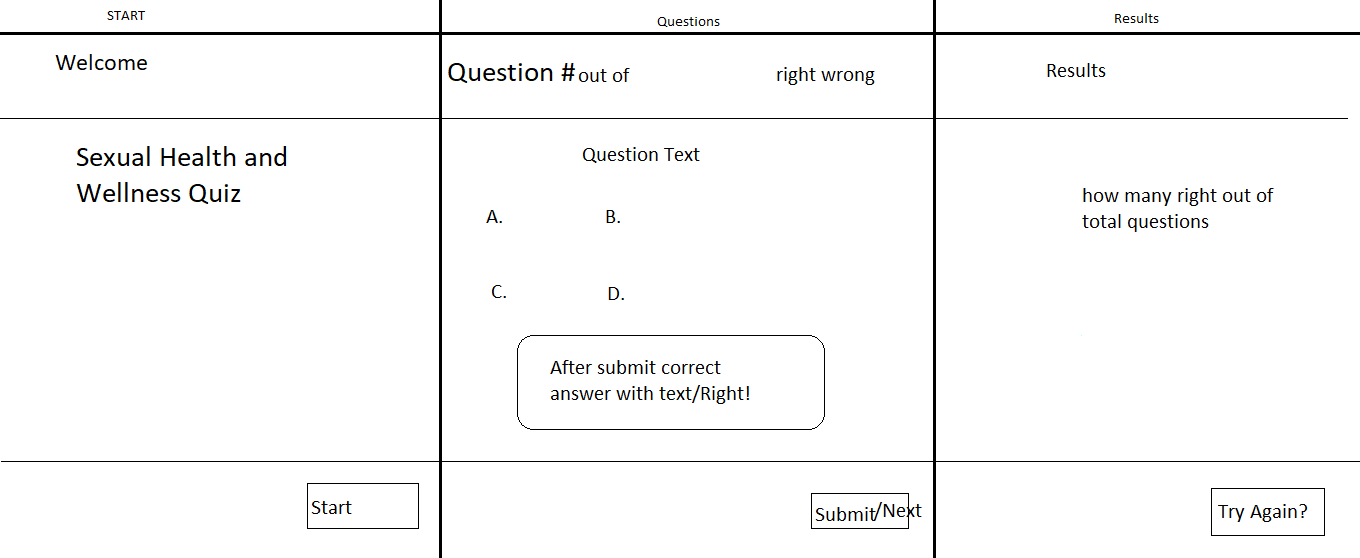 START
Welcome
Sexual Health and
Wellness Quiz
Start
Questions
Question # out of
right wrong
Question Text
A.
B.
C.
D.
After submit correct
answer with text/Right!
Submit/Next
Results
Results
how many right out of
total questions
Try Again?